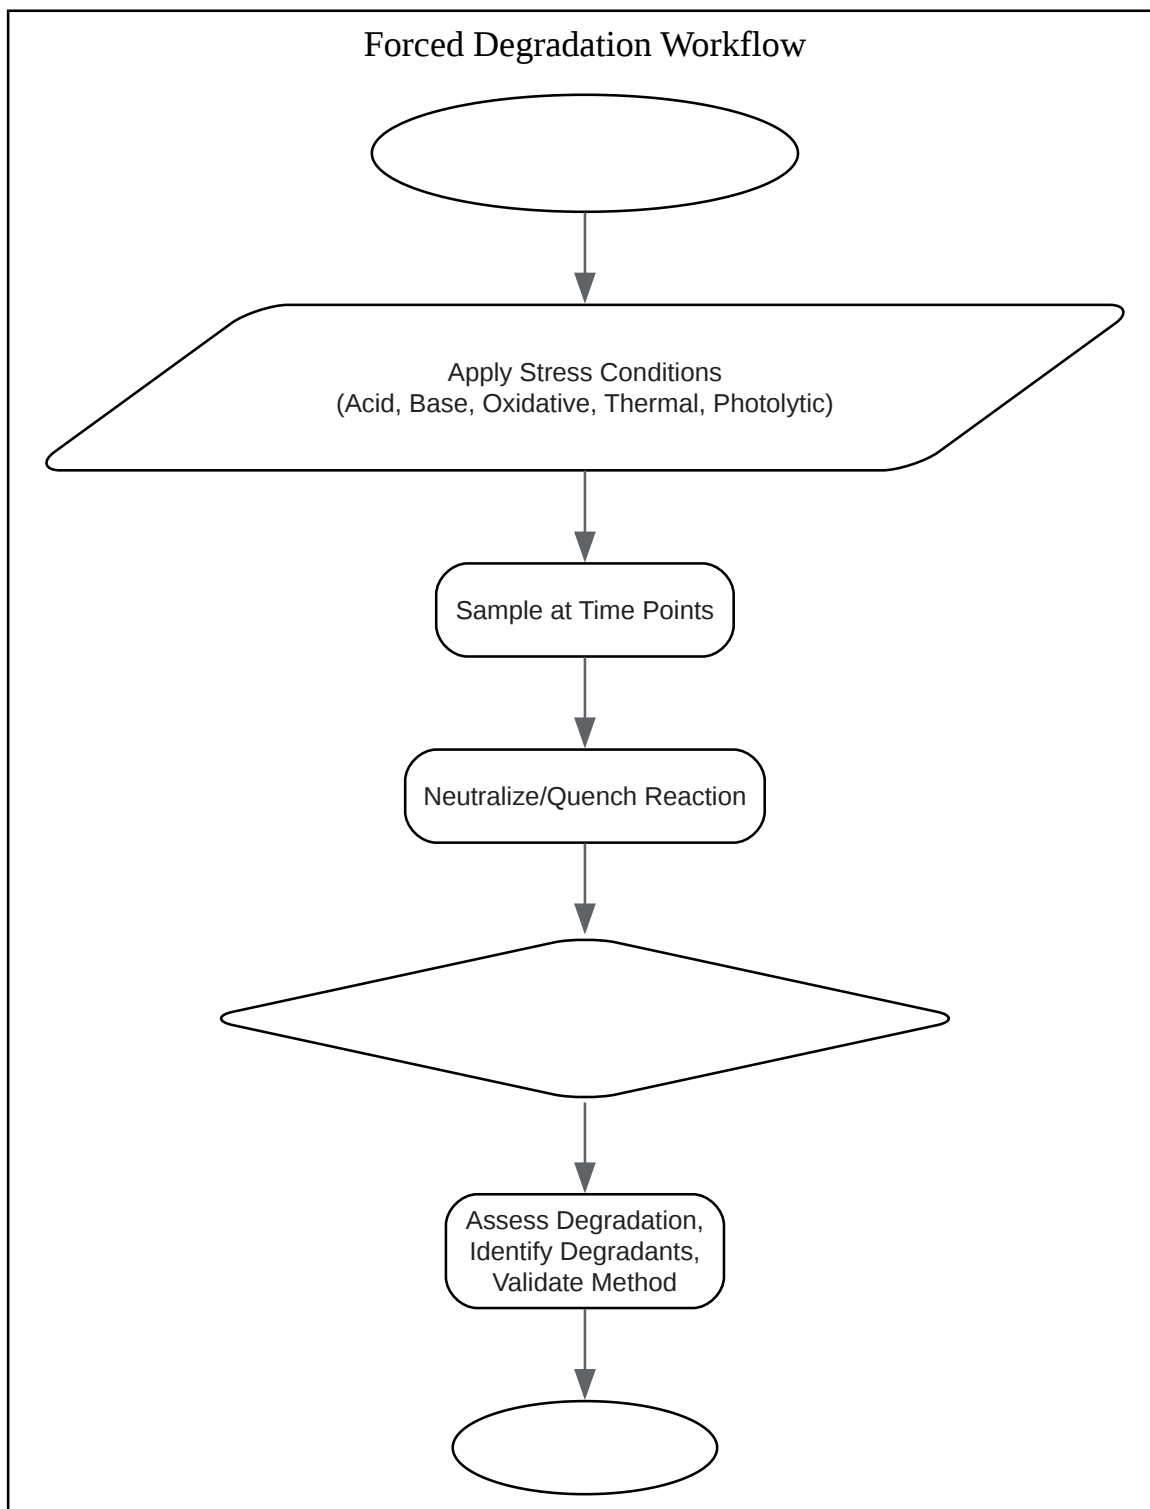 Forced Degradation Workflow
Apply Stress Conditions
(Acid, Base, Oxidative, Thermal, Photolytic)
Sample at Time Points
Neutralize/Quench Reaction
Assess Degradation,
Identify Degradants,
Validate Method